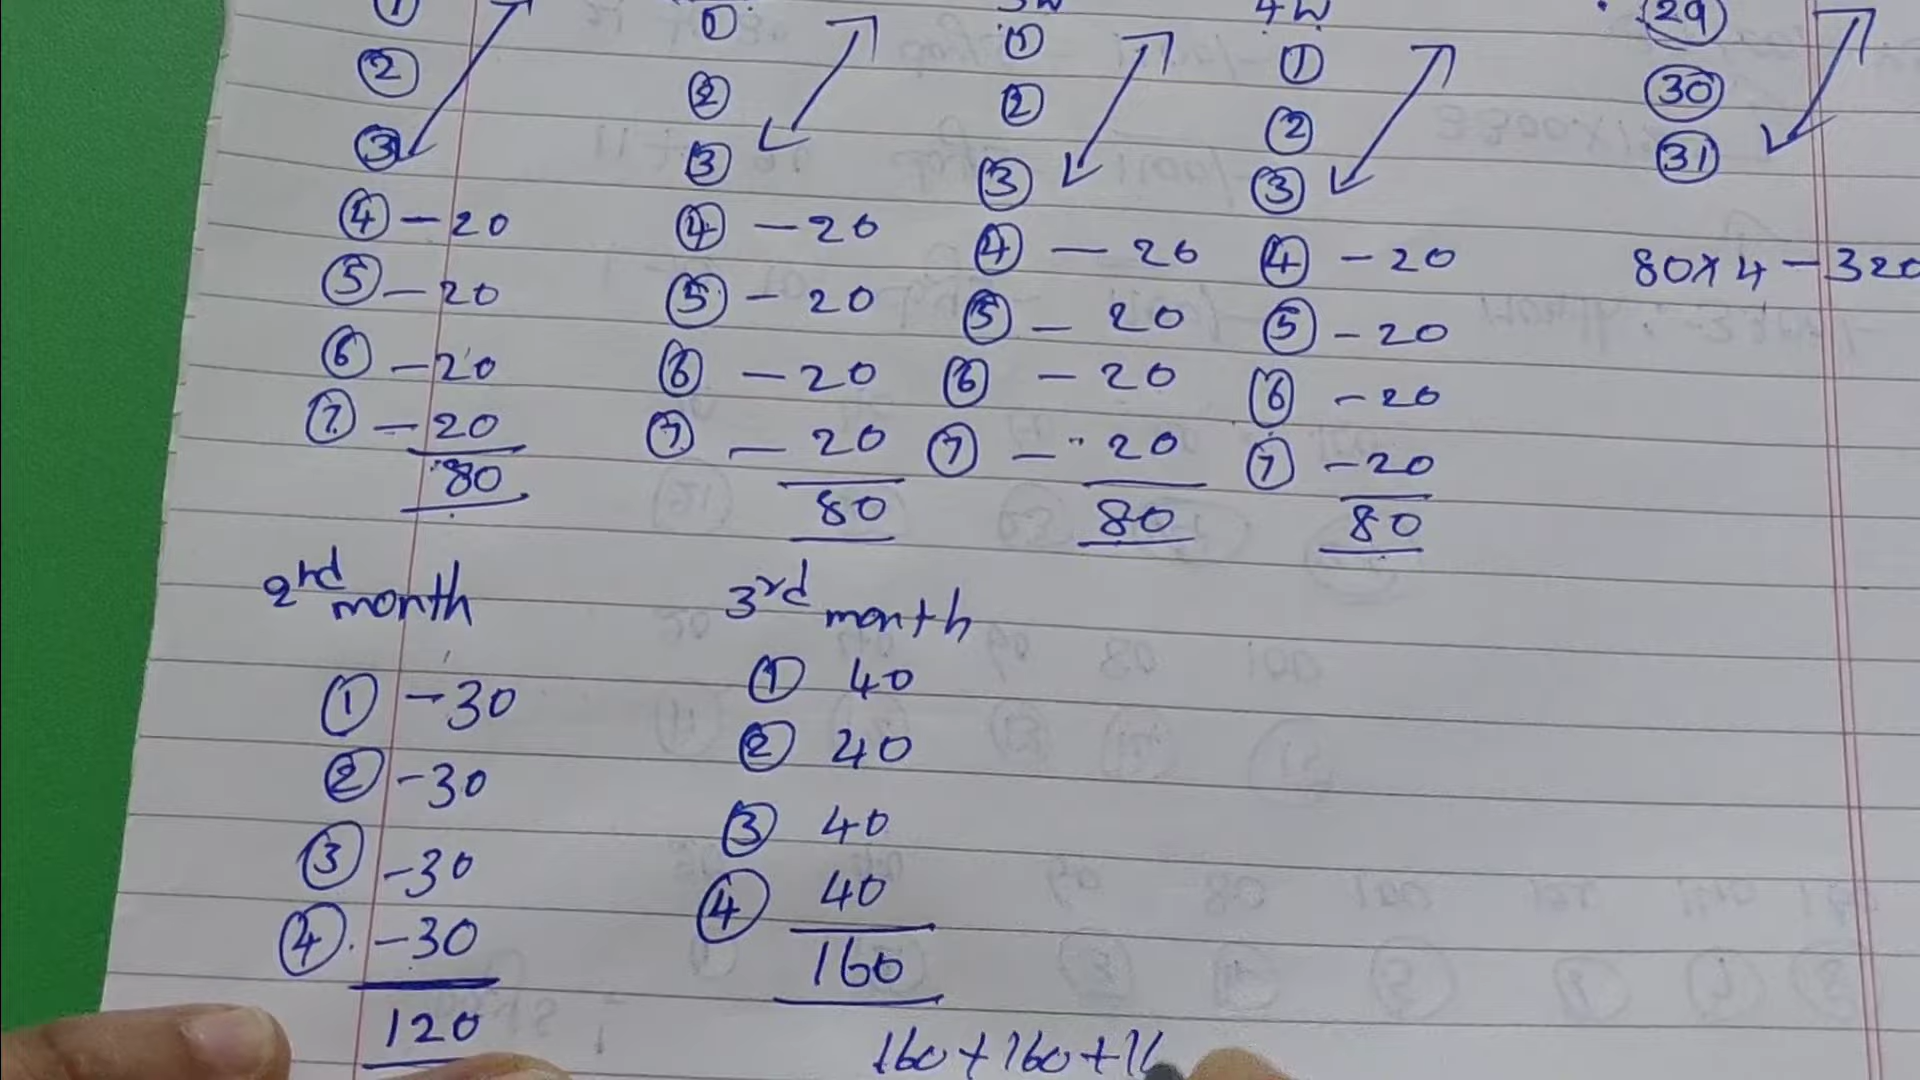 ① ① 3W 4W 29
② ② ① ① 30
③ ③ ② ② 31
④ - 20 ④ - 20 ③ ③
⑤ - 20 ⑤ - 20 ④ - 20 ④ - 20 80 x 4 - 320
⑥ - 20 ⑥ - 20 ⑤ - 20 ⑤ - 20
⑦ - 20 ⑦ - 20 ⑥ - 20 ⑥ - 20
80 80 ⑦ - 20 ⑦ - 20
80 80
2nd month 3rd month
① - 30 ① 40
② - 30 ② 40
③ - 30 ③ 40
④ - 30 ④ 40
120 160
160 + 160 + 16